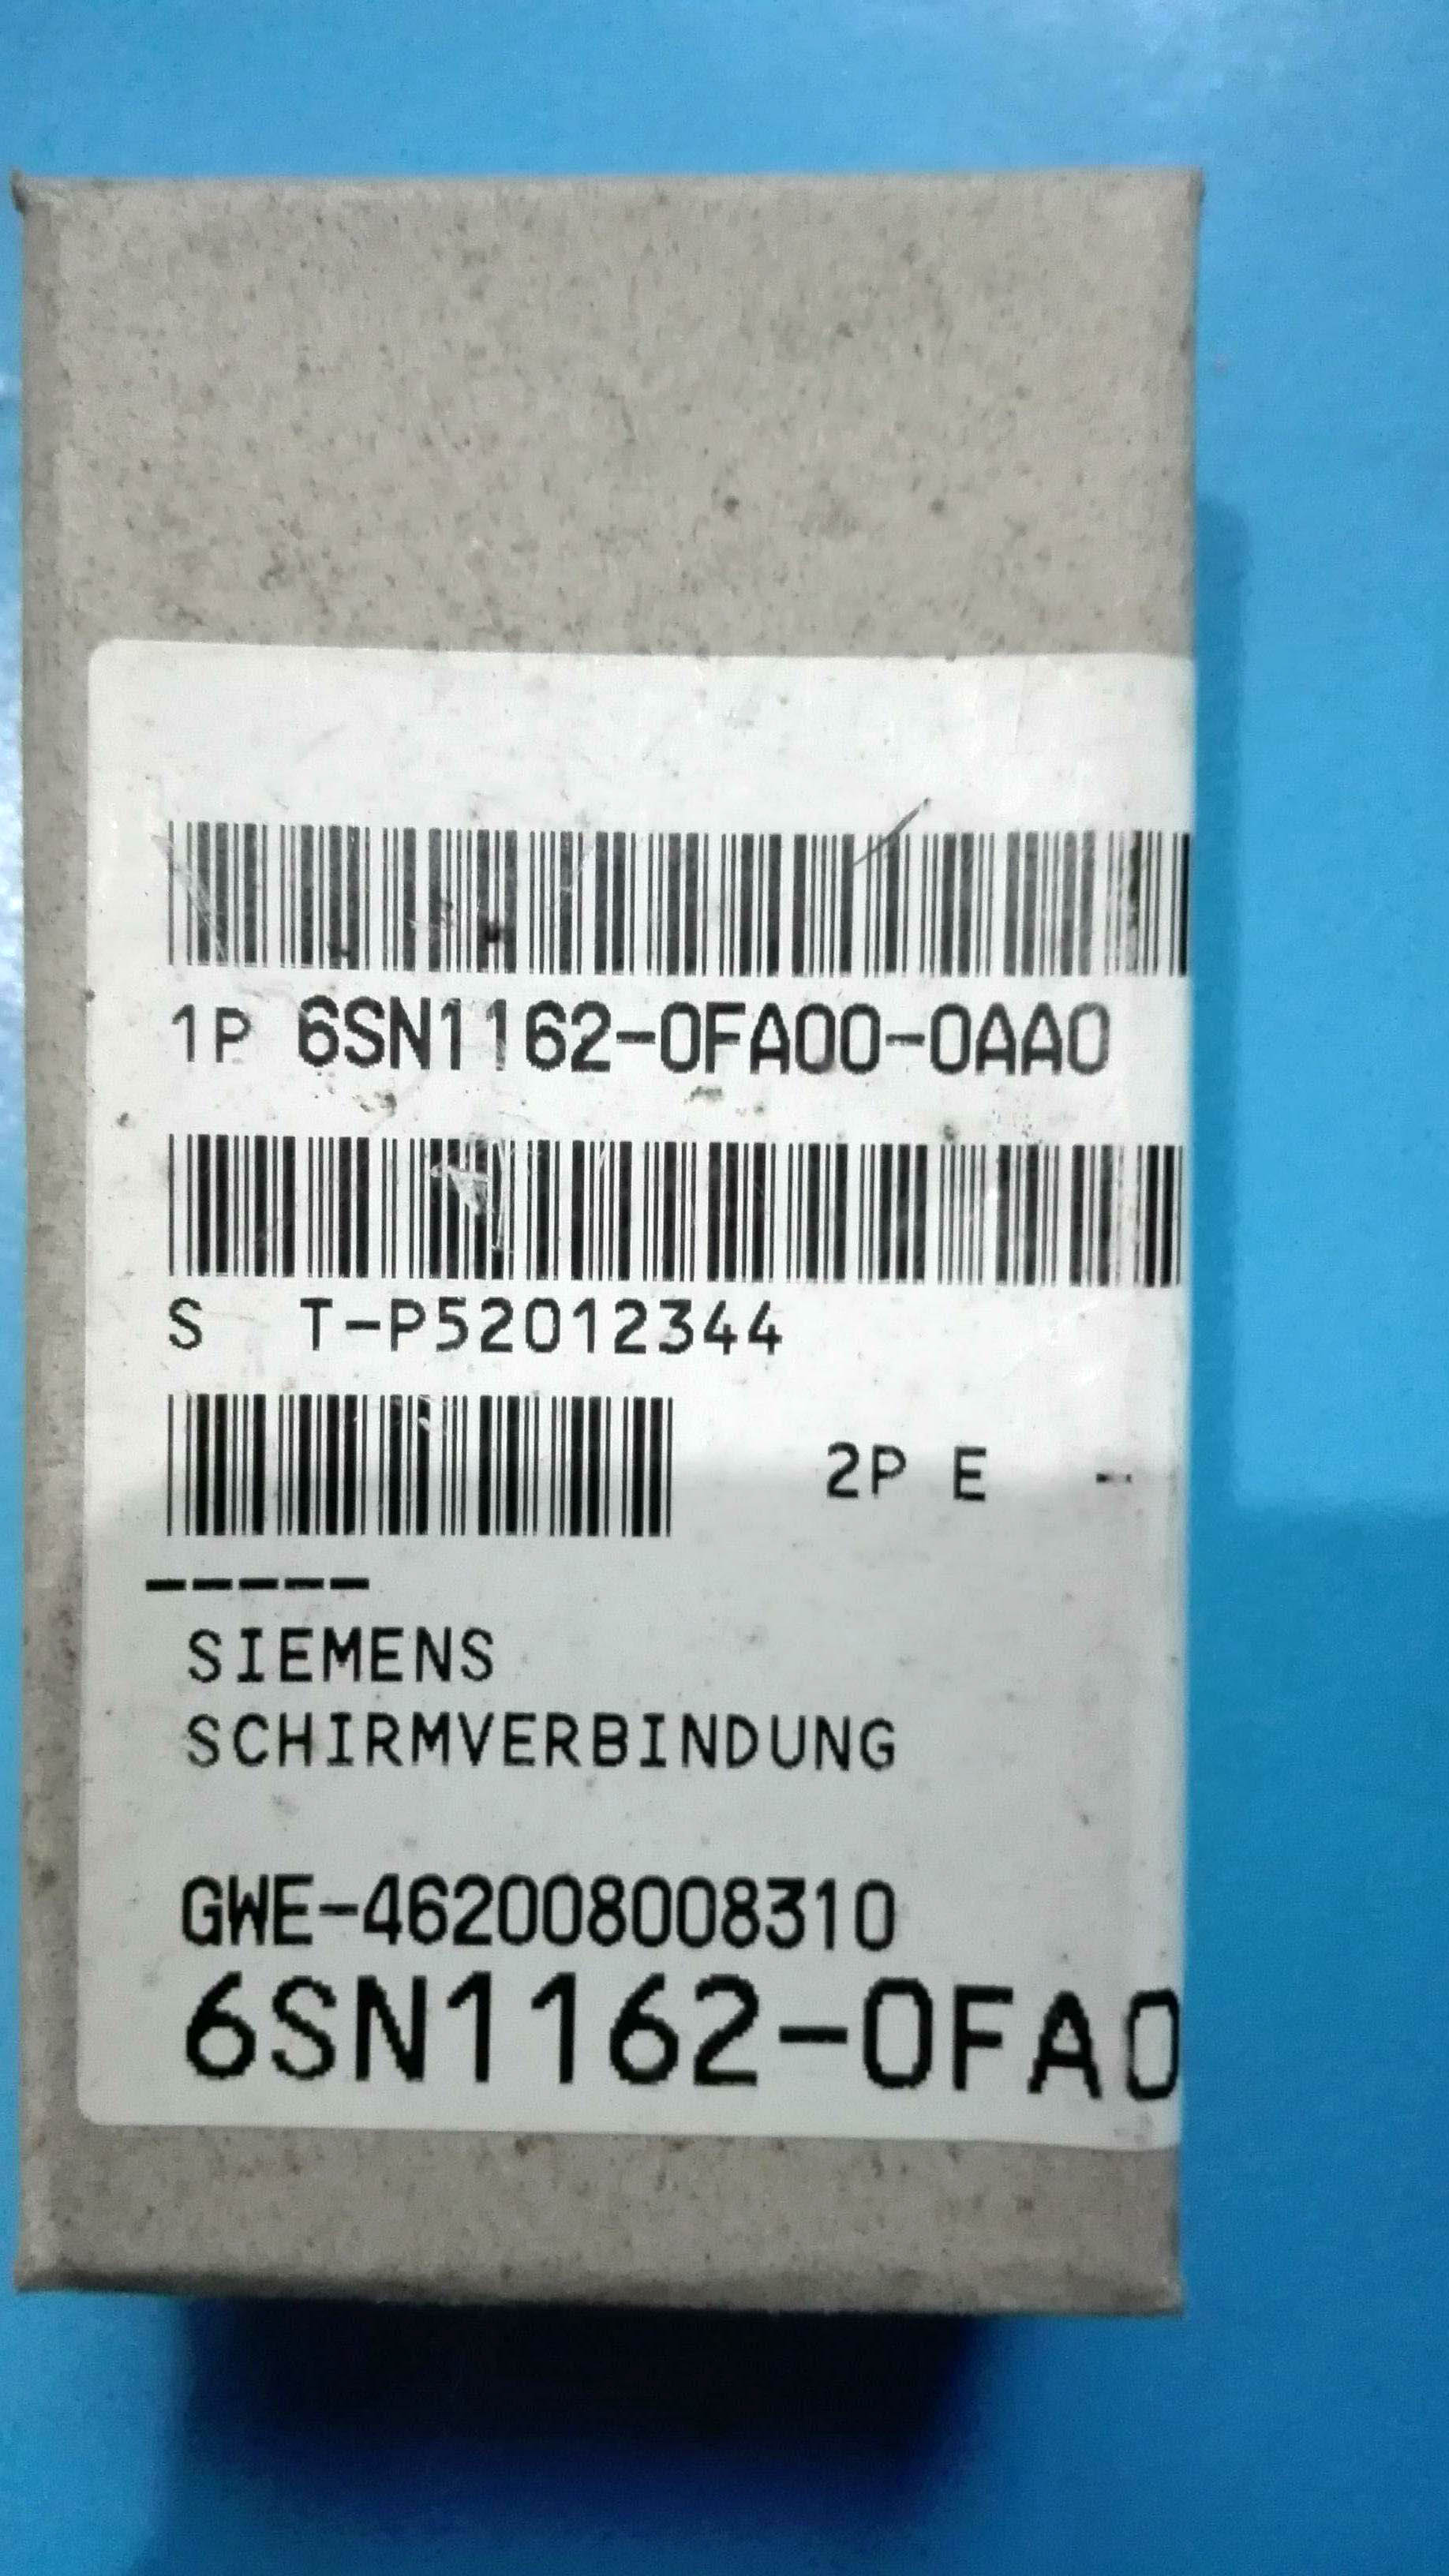 1P 6SN1162-0FA00-0AA0
S T-P52012344
2P E -
-----
SIEMENS
SCHIRMVERBINDUNG
GWE-462008008310
6SN1162-0FA0